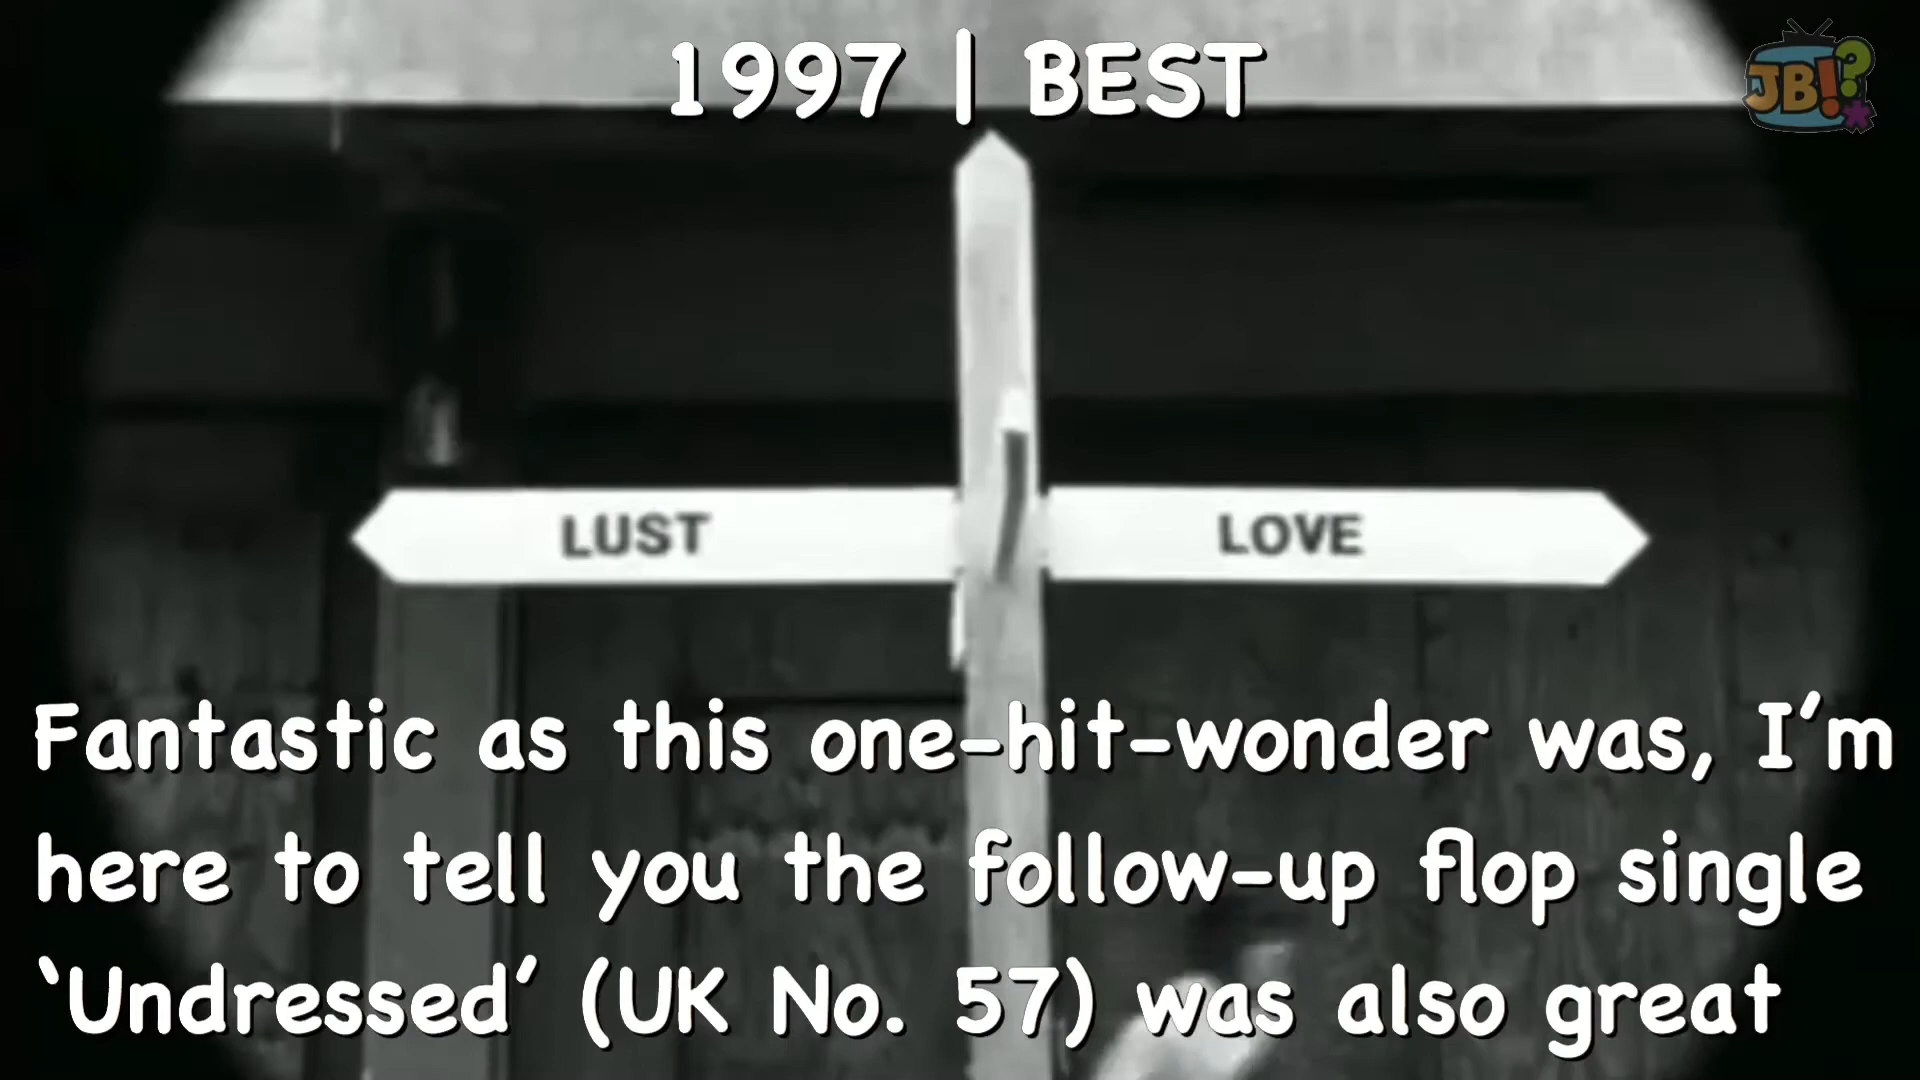 1997 | BEST
JB!?*
LUST
LOVE
Fantastic as this one-hit-wonder was, I'm
here to tell you the follow-up flop single
‘Undressed’ (UK No. 57) was also great